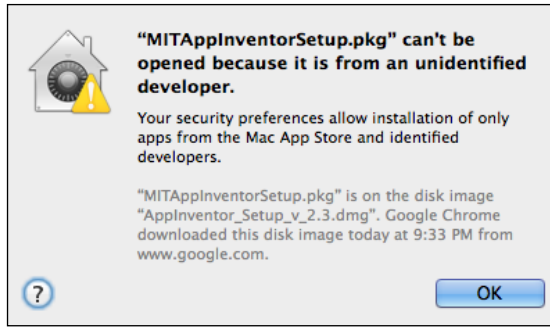 “MITAppInventorSetup.pkg” can’t be
opened because it is from an unidentified
developer.
Your security preferences allow installation of only
apps from the Mac App Store and identified
developers.
“MITAppInventorSetup.pkg” is on the disk image
“AppInventor_Setup_v_2.3.dmg”. Google Chrome
downloaded this disk image today at 9:33 PM from
www.google.com.
?
OK